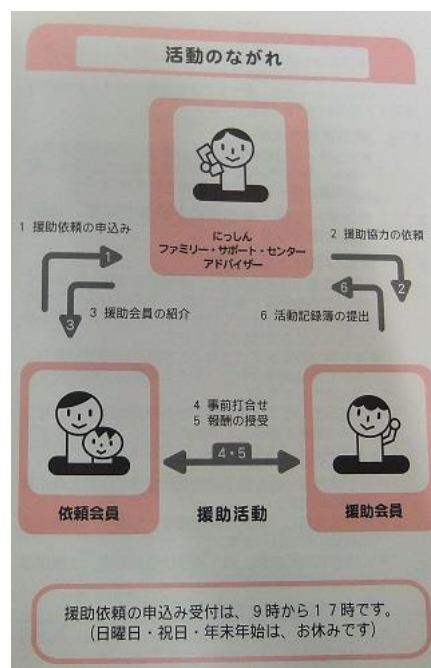 活動のながれ
にっしん
ファミリー・サポート・センター
アドバイザー
1 援助依頼の申込み
1
2 援助協力の依頼
2
3 援助会員の紹介
3
6 活動記録簿の提出
6
4 事前打合せ
5 報酬の授受
4・5
依頼会員
援助活動
援助会員
援助依頼の申込み受付は、9時から17時です。
(日曜日・祝日・年末年始は、お休みです)